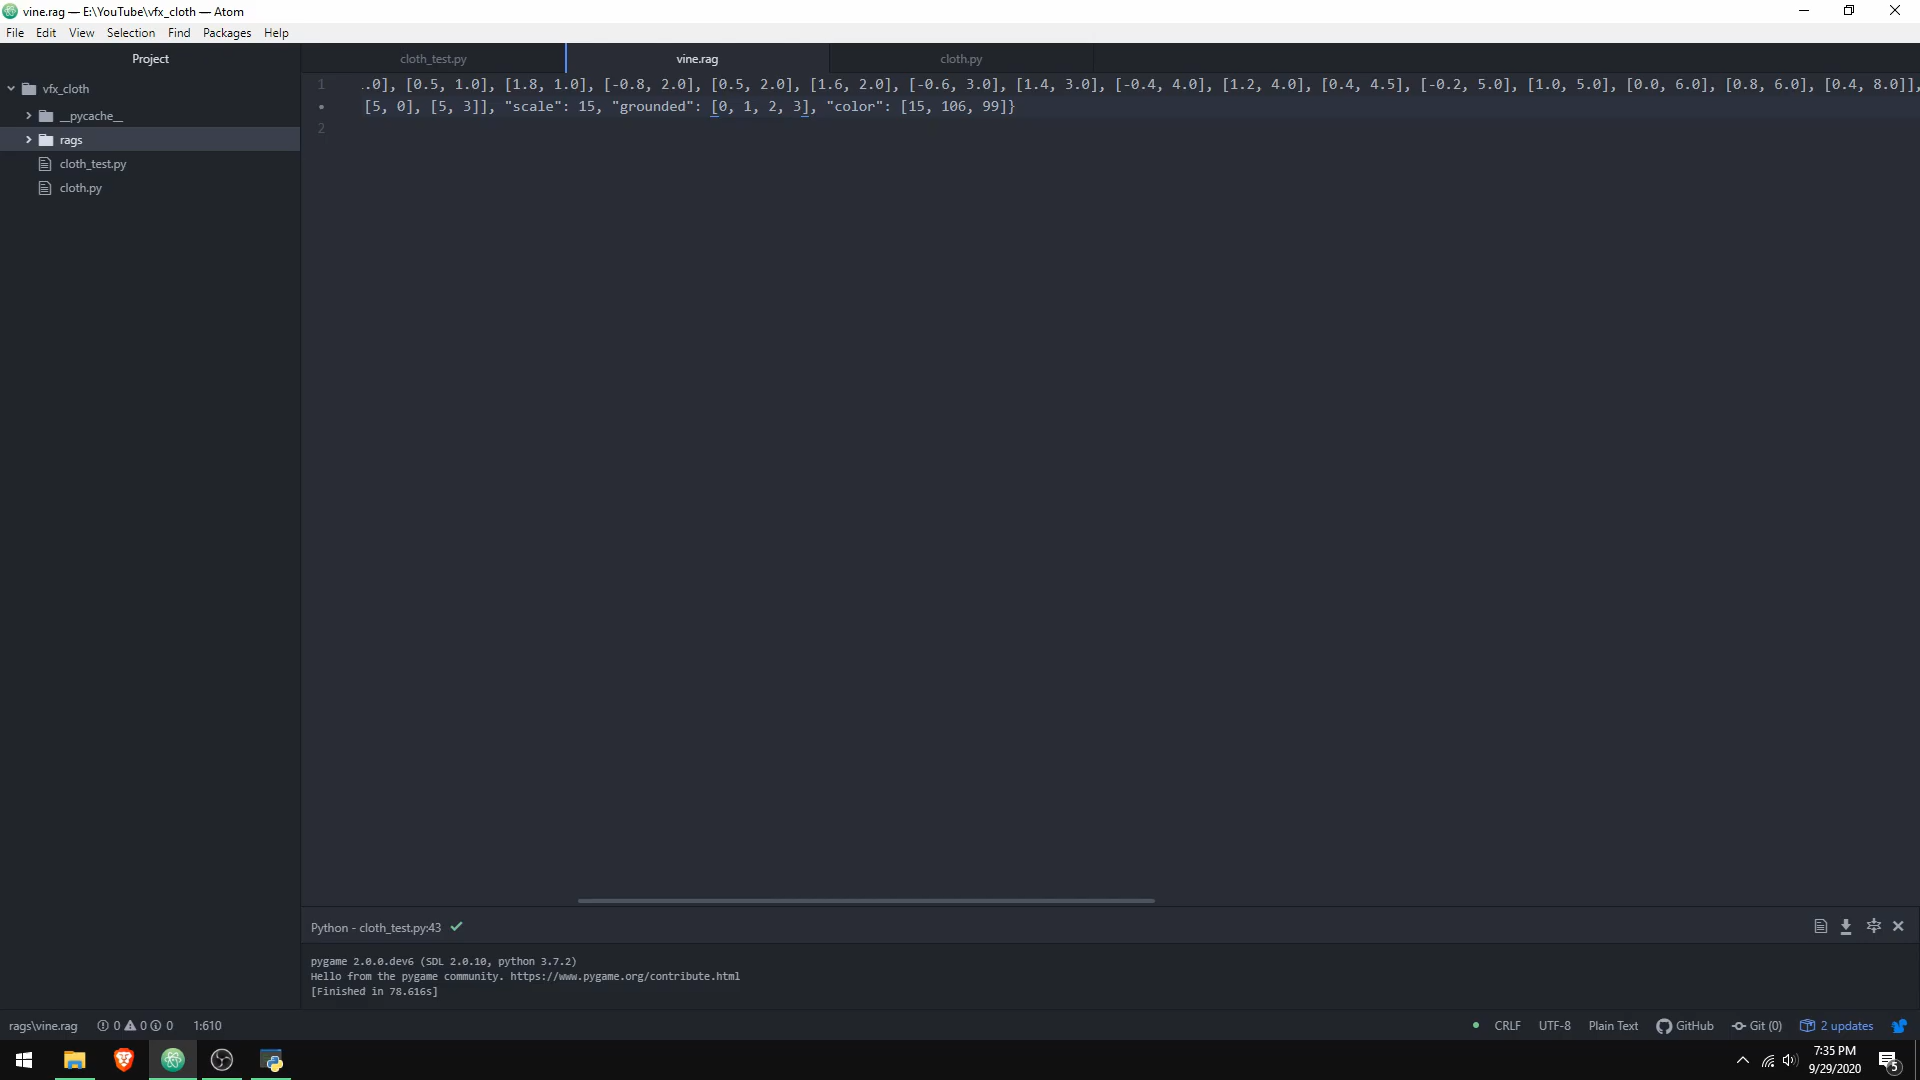 vine.rag — E:\YouTube\vfx_cloth — Atom
File Edit View Selection Find Packages Help
Project
cloth_test.py vine.rag cloth.py
vfx_cloth
__pycache__
rags
cloth_test.py
cloth.py
1 .0], [0.5, 1.0], [1.8, 1.0], [-0.8, 2.0], [0.5, 2.0], [1.6, 2.0], [-0.6, 3.0], [1.4, 3.0], [-0.4, 4.0], [1.2, 4.0], [0.4, 4.5], [-0.2, 5.0], [1.0, 5.0], [0.0, 6.0], [0.8, 6.0], [0.4, 8.0]],
• [5, 0], [5, 3]], "scale": 15, "grounded": [0, 1, 2, 3], "color": [15, 106, 99]}
2
Python - cloth_test.py:43
pygame 2.0.0.dev6 (SDL 2.0.10, python 3.7.2)
Hello from the pygame community. https://www.pygame.org/contribute.html
[Finished in 78.616s]
rags\vine.rag 0 0 0 1:610 CRLF UTF-8 Plain Text GitHub Git (0) 2 updates
7:35 PM
9/29/2020
5